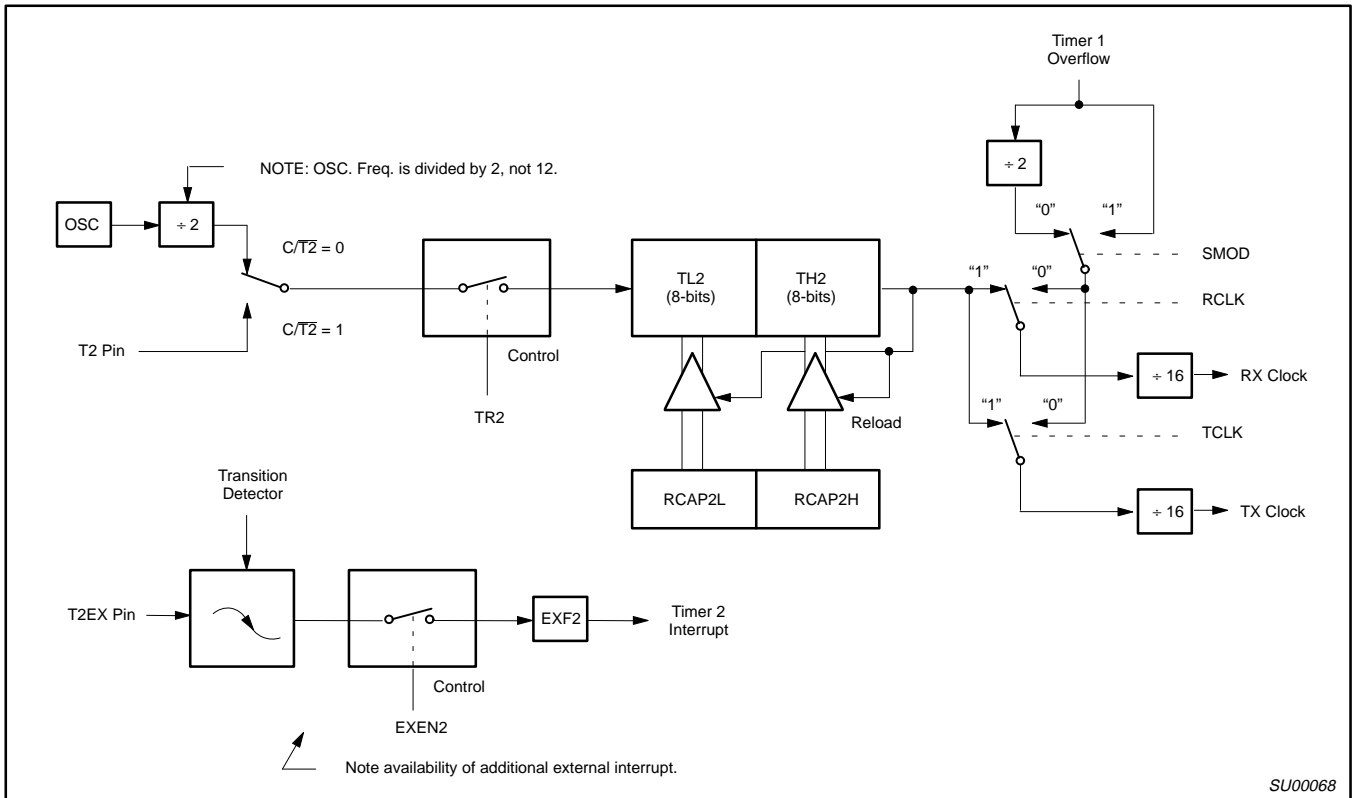 Timer 1
Overflow
÷ 2
NOTE: OSC. Freq. is divided by 2, not 12.
“0”
“1”
OSC
÷ 2
C/T2̅ = 0
SMOD
TL2
(8-bits)
TH2
(8-bits)
“1”
“0”
RCLK
C/T2̅ = 1
T2 Pin
Control
÷ 16
RX Clock
TR2
Reload
“1”
“0”
TCLK
Transition
Detector
RCAP2L
RCAP2H
÷ 16
TX Clock
T2EX Pin
EXF2
Timer 2
Interrupt
Control
EXEN2
Note availability of additional external interrupt.
SU00068